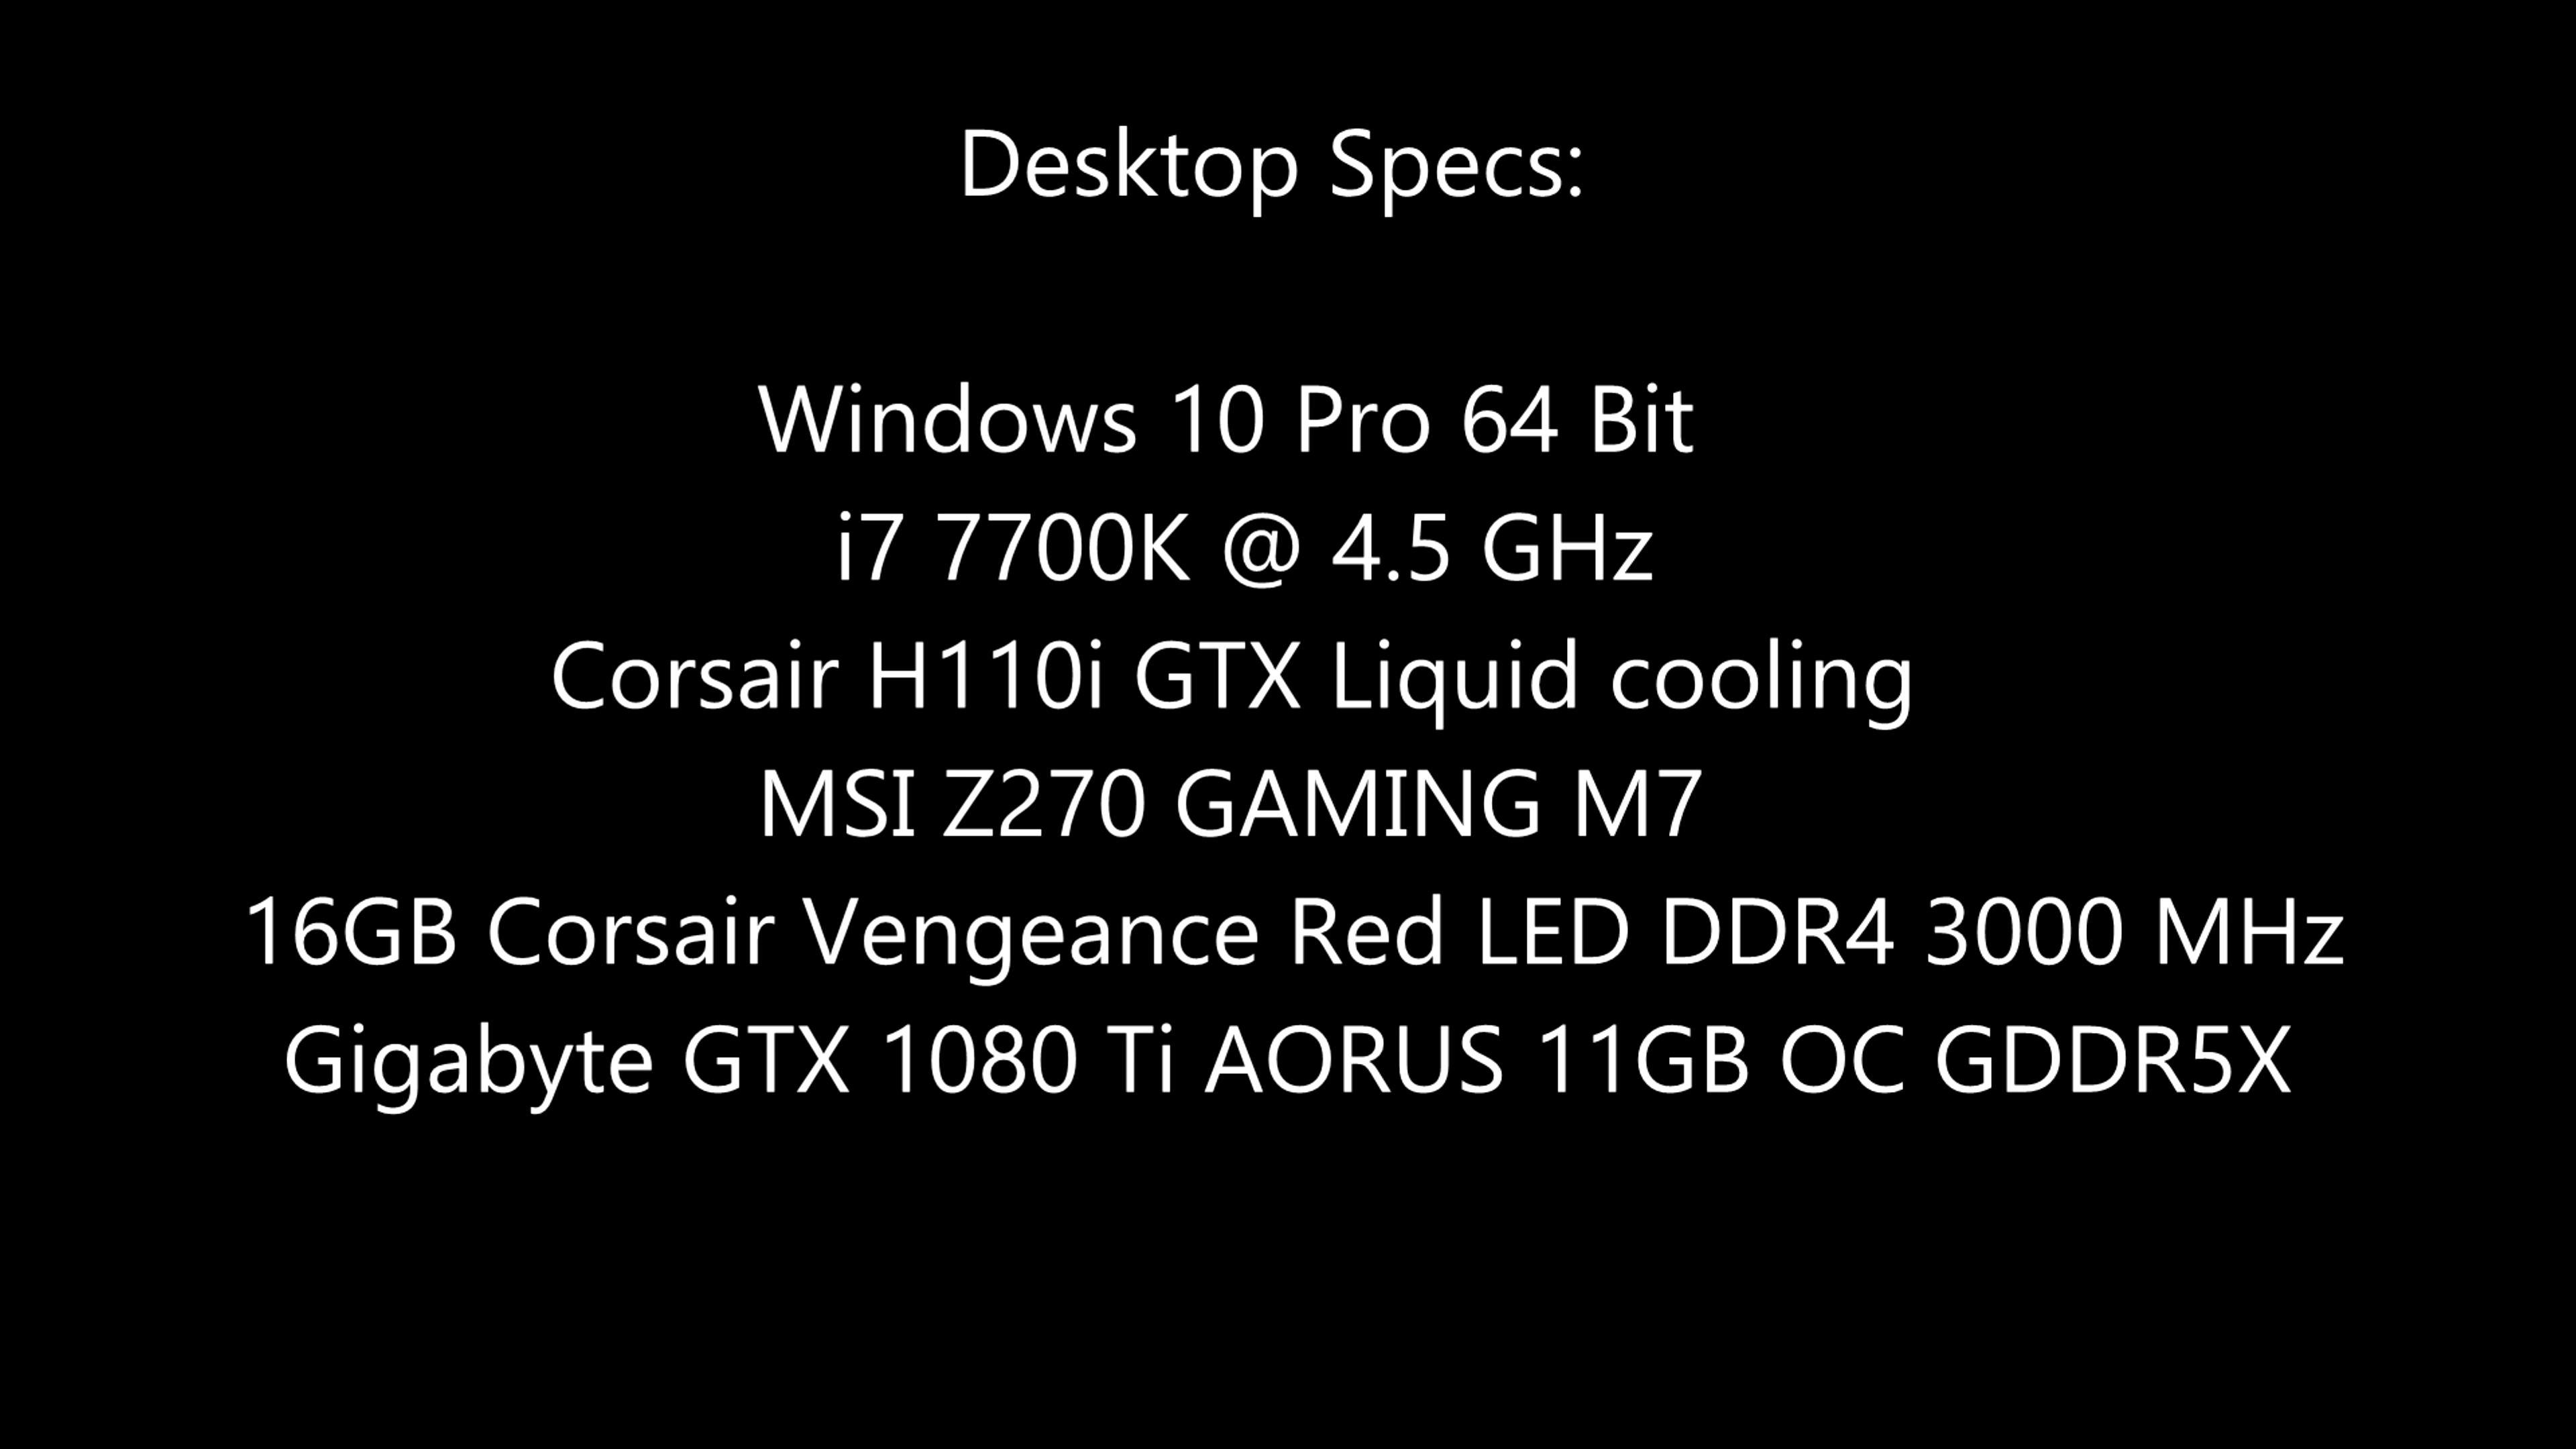 Desktop Specs:
Windows 10 Pro 64 Bit
i7 7700K @ 4.5 GHz
Corsair H110i GTX Liquid cooling
MSI Z270 GAMING M7
16GB Corsair Vengeance Red LED DDR4 3000 MHz
Gigabyte GTX 1080 Ti AORUS 11GB OC GDDR5X